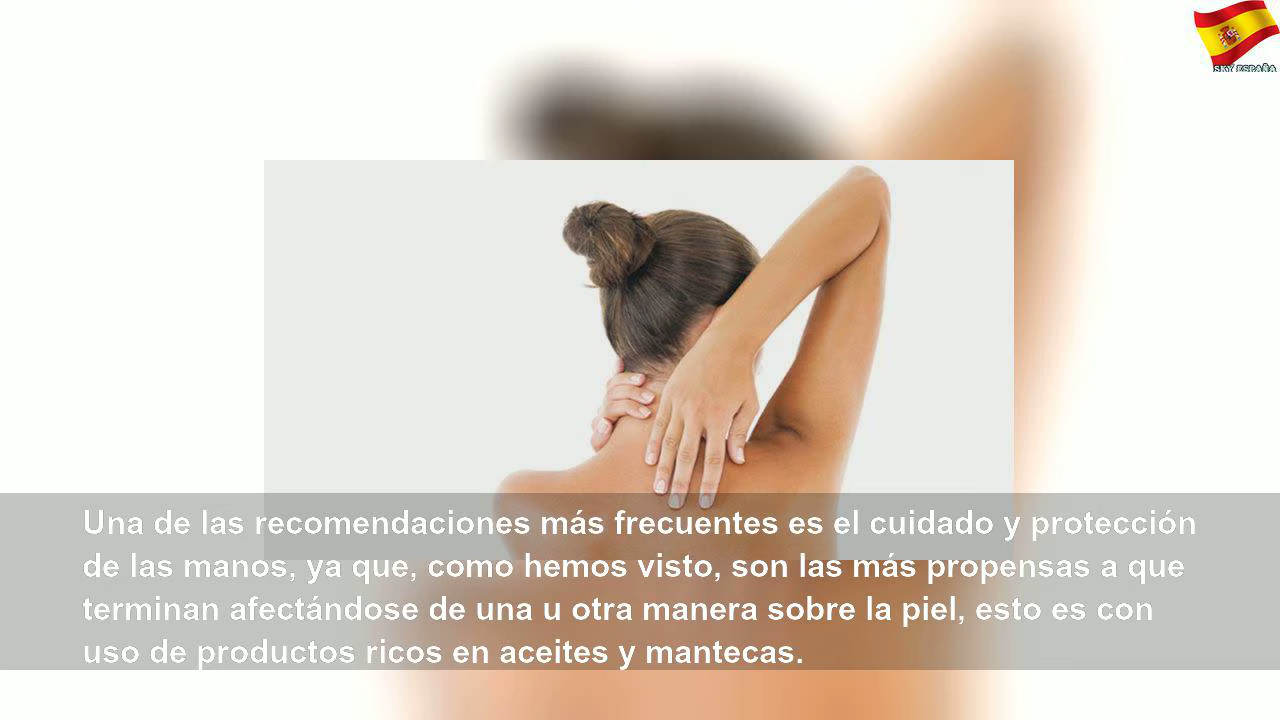 SKY ESPAÑA
Una de las recomendaciones más frecuentes es el cuidado y protección
de las manos, ya que, como hemos visto, son las más propensas a que
terminan afectándose de una u otra manera sobre la piel, esto es con
uso de productos ricos en aceites y mantecas.